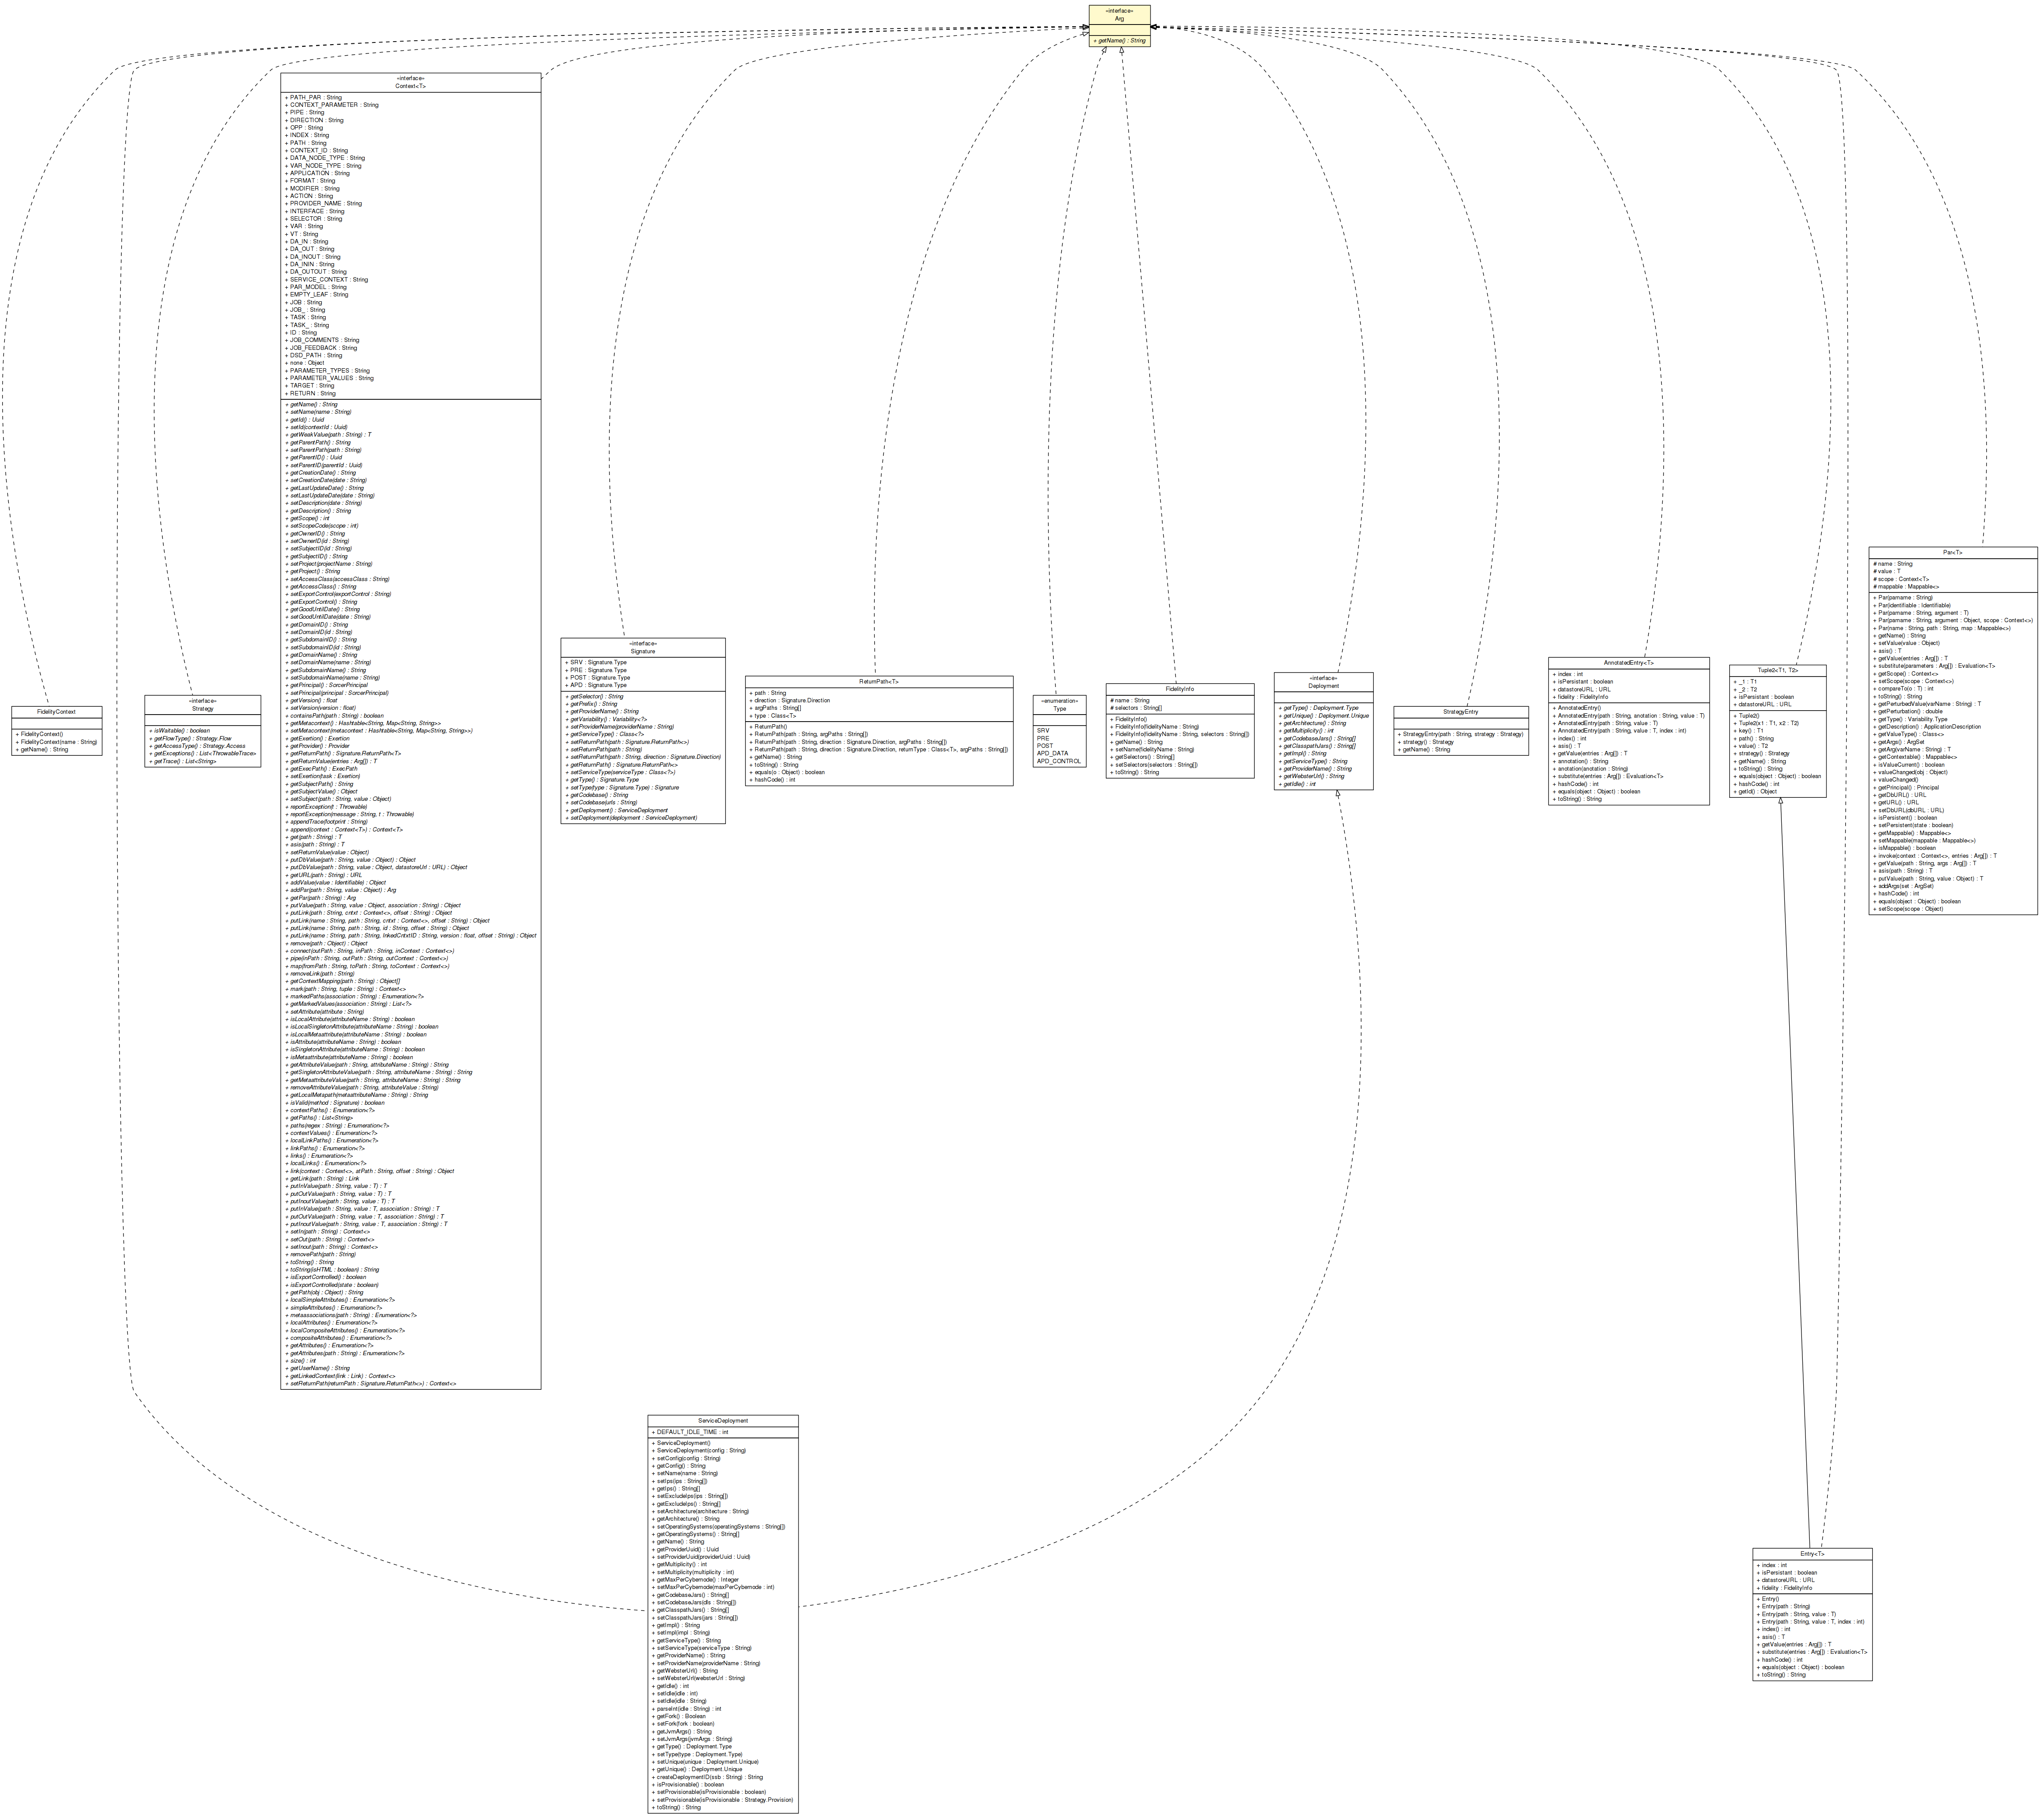 «interface»
Arg
+ getName() : String
«interface»
Context<T>
+ PATH_PAR : String
+ CONTEXT_PARAMETER : String
+ PIPE : String
+ DIRECTION : String
+ OPP : String
+ INDEX : String
+ PATH : String
+ CONTEXT_ID : String
+ DATA_NODE_TYPE : String
+ VAR_NODE_TYPE : String
+ APPLICATION : String
+ FORMAT : String
+ MODIFIER : String
+ ACTION : String
+ PROVIDER_NAME : String
+ INTERFACE : String
+ SELECTOR : String
+ VAR : String
+ VT : String
+ DA_IN : String
+ DA_OUT : String
+ DA_INOUT : String
+ DA_ININ : String
+ DA_OUTOUT : String
+ SERVICE_CONTEXT : String
+ PAR_MODEL : String
+ EMPTY_LEAF : String
+ JOB : String
+ JOB_ : String
+ TASK : String
+ TASK_ : String
+ ID : String
+ JOB_COMMENTS : String
+ JOB_FEEDBACK : String
+ DSD_PATH : String
+ none : Object
+ PARAMETER_TYPES : String
+ PARAMETER_VALUES : String
+ TARGET : String
+ RETURN : String
+ getName() : String
+ setName(name : String)
+ getId() : Uuid
+ setId(contextId : Uuid)
+ getWeakValue(path : String) : T
+ getParentPath() : String
+ setParentPath(path : String)
+ getParentID() : Uuid
+ setParentID(parentId : Uuid)
+ getCreationDate() : String
+ setCreationDate(date : String)
+ getLastUpdateDate() : String
+ setLastUpdateDate(date : String)
+ setDescription(date : String)
+ getDescription() : String
+ getScope() : int
+ setScopeCode(scope : int)
+ getOwnerID() : String
+ setOwnerID(id : String)
+ setSubjectID(id : String)
+ getSubjectID() : String
+ setProject(projectName : String)
+ getProject() : String
+ setAccessClass(accessClass : String)
+ getAccessClass() : String
+ setExportControl(exportControl : String)
+ getExportControl() : String
+ getGoodUntilDate() : String
+ setGoodUntilDate(date : String)
+ getDomainID() : String
+ setDomainID(id : String)
+ getSubdomainID() : String
+ setSubdomainID(id : String)
+ getDomainName() : String
+ setDomainName(name : String)
+ getSubdomainName() : String
+ setSubdomainName(name : String)
+ getPrincipal() : SorcerPrincipal
+ setPrincipal(principal : SorcerPrincipal)
+ getVersion() : float
+ setVersion(version : float)
+ containsPath(path : String) : boolean
+ getMetacontext() : Hashtable<String, Map<String, String>>
+ setMetacontext(metacontext : Hashtable<String, Map<String, String>>)
+ getExertion() : Exertion
+ getProvider() : Provider
+ getReturnValue(entries : Arg[]) : T
+ getReturnPath() : Signature.ReturnPath<T>
+ getExecPath() : ExecPath
+ setExertion(task : Exertion)
+ getSubjectPath() : String
+ getSubjectValue() : Object
+ setSubject(path : String, value : Object)
+ reportException(t : Throwable)
+ reportException(message : String, t : Throwable)
+ appendTrace(footprint : String)
+ append(context : Context<T>) : Context<T>
+ get(path : String) : T
+ asis(path : String) : T
+ setReturnValue(value : Object)
+ putDbValue(path : String, value : Object) : Object
+ putDbValue(path : String, value : Object, datastoreUrl : URL) : Object
+ getURL(path : String) : URL
+ addValue(value : Identifiable) : Object
+ addPar(path : String, value : Object) : Arg
+ getPar(path : String) : Arg
+ putValue(path : String, value : Object, association : String) : Object
+ putLink(path : String, cntxt : Context<>, offset : String) : Object
+ putLink(name : String, path : String, cntxt : Context<>, offset : String) : Object
+ putLink(name : String, path : String, id : String, offset : String) : Object
+ putLink(name : String, path : String, lnkedCntxtID : String, version : float, offset : String) : Object
+ remove(path : Object) : Object
+ connect(outPath : String, inPath : String, inContext : Context<>)
+ pipe(inPath : String, outPath : String, outContext : Context<>)
+ map(fromPath : String, toPath : String, toContext : Context<>)
+ removeLink(path : String)
+ getContextMapping(path : String) : Object[]
+ mark(path : String, tuple : String) : Context<>
+ markedPaths(association : String) : Enumeration<?>
+ getMarkedValues(association : String) : List<?>
+ setAttribute(attribute : String)
+ isLocalAttribute(attributeName : String) : boolean
+ isLocalSingletonAttribute(attributeName : String) : boolean
+ isLocalMetaattribute(attributeName : String) : boolean
+ isAttribute(attributeName : String) : boolean
+ isSingletonAttribute(attributeName : String) : boolean
+ isMetaattribute(attributeName : String) : boolean
+ getAttributeValue(path : String, attributeName : String) : String
+ getSingletonAttributeValue(path : String, attributeName : String) : String
+ getMetaattributeValue(path : String, attributeName : String) : String
+ removeAttributeValue(path : String, attributeValue : String)
+ getLocalMetapath(metaattributeName : String) : String
+ isValid(method : Signature) : boolean
+ contextPaths() : Enumeration<?>
+ getPaths() : List<String>
+ paths(regex : String) : Enumeration<?>
+ contextValues() : Enumeration<?>
+ localLinkPaths() : Enumeration<?>
+ linkPaths() : Enumeration<?>
+ links() : Enumeration<?>
+ localLinks() : Enumeration<?>
+ link(context : Context<>, atPath : String, offset : String) : Object
+ getLink(path : String) : Link
+ putInValue(path : String, value : T) : T
+ putOutValue(path : String, value : T) : T
+ putInoutValue(path : String, value : T) : T
+ putInValue(path : String, value : T, association : String) : T
+ putOutValue(path : String, value : T, association : String) : T
+ putInoutValue(path : String, value : T, association : String) : T
+ setIn(path : String) : Context<>
+ setOut(path : String) : Context<>
+ setInout(path : String) : Context<>
+ removePath(path : String)
+ toString() : String
+ toString(isHTML : boolean) : String
+ isExportControlled() : boolean
+ isExportControlled(state : boolean)
+ getPath(obj : Object) : String
+ localSimpleAttributes() : Enumeration<?>
+ simpleAttributes() : Enumeration<?>
+ metaassociations(path : String) : Enumeration<?>
+ localAttributes() : Enumeration<?>
+ localCompositeAttributes() : Enumeration<?>
+ compositeAttributes() : Enumeration<?>
+ getAttributes() : Enumeration<?>
+ getAttributes(path : String) : Enumeration<?>
+ size() : int
+ getUserName() : String
+ getLinkedContext(link : Link) : Context<>
+ setReturnPath(returnPath : Signature.ReturnPath<>) : Context<>
FidelityContext
+ FidelityContext()
+ FidelityContext(name : String)
+ getName() : String
«interface»
Strategy
+ isWaitable() : boolean
+ getFlowType() : Strategy.Flow
+ getAccessType() : Strategy.Access
+ getExceptions() : List<ThrowableTrace>
+ getTrace() : List<String>
«interface»
Signature
+ SRV : Signature.Type
+ PRE : Signature.Type
+ POST : Signature.Type
+ APD : Signature.Type
+ getSelector() : String
+ getPrefix() : String
+ getProviderName() : String
+ getVariability() : Variability<?>
+ setProviderName(providerName : String)
+ getServiceType() : Class<?>
+ setReturnPath(path : Signature.ReturnPath<>)
+ setReturnPath(path : String)
+ setReturnPath(path : String, direction : Signature.Direction)
+ getReturnPath() : Signature.ReturnPath<>
+ setServiceType(serviceType : Class<?>)
+ getType() : Signature.Type
+ setType(type : Signature.Type) : Signature
+ getCodebase() : String
+ setCodebase(urls : String)
+ getDeployment() : ServiceDeployment
+ setDeployment(deployment : ServiceDeployment)
ReturnPath<T>
+ path : String
+ direction : Signature.Direction
+ argPaths : String[]
+ type : Class<T>
+ ReturnPath()
+ ReturnPath(path : String, argPaths : String[])
+ ReturnPath(path : String, direction : Signature.Direction, argPaths : String[])
+ ReturnPath(path : String, direction : Signature.Direction, returnType : Class<T>, argPaths : String[])
+ getName() : String
+ toString() : String
+ equals(o : Object) : boolean
+ hashCode() : int
«enumeration»
Type
SRV
PRE
POST
APD_DATA
APD_CONTROL
FidelityInfo
# name : String
# selectors : String[]
+ FidelityInfo()
+ FidelityInfo(fidelityName : String)
+ FidelityInfo(fidelityName : String, selectors : String[])
+ getName() : String
+ setName(fidelityName : String)
+ getSelectors() : String[]
+ setSelectors(selectors : String[])
+ toString() : String
«interface»
Deployment
+ getType() : Deployment.Type
+ getUnique() : Deployment.Unique
+ getMultiplicity() : int
+ getArchitecture() : String
+ getCodebaseJars() : String[]
+ getClasspathJars() : String[]
+ getImpl() : String
+ getServiceType() : String
+ getProviderName() : String
+ getWebsterUrl() : String
+ getIdle() : int
StrategyEntry
+ StrategyEntry(path : String, strategy : Strategy)
+ strategy() : Strategy
+ getName() : String
AnnotatedEntry<T>
+ index : int
+ isPersistant : boolean
+ datastoreURL : URL
+ fidelity : FidelityInfo
+ AnnotatedEntry()
+ AnnotatedEntry(path : String, anotation : String, value : T)
+ AnnotatedEntry(path : String, value : T)
+ AnnotatedEntry(path : String, value : T, index : int)
+ index() : int
+ asis() : T
+ getValue(entries : Arg[]) : T
+ annotation() : String
+ anotation(anotation : String)
+ substitute(entries : Arg[]) : Evaluation<T>
+ hashCode() : int
+ equals(object : Object) : boolean
+ toString() : String
Tuple2<T1, T2>
+ _1 : T1
+ _2 : T2
+ isPersistant : boolean
+ datastoreURL : URL
+ Tuple2()
+ Tuple2(x1 : T1, x2 : T2)
+ key() : T1
+ path() : String
+ value() : T2
+ strategy() : Strategy
+ getName() : String
+ toString() : String
+ equals(object : Object) : boolean
+ hashCode() : int
+ getId() : Object
Par<T>
# name : String
# value : T
# scope : Context<T>
# mappable : Mappable<>
+ Par(parname : String)
+ Par(identifiable : Identifiable)
+ Par(parname : String, argument : T)
+ Par(parname : String, argument : Object, scope : Context<>)
+ Par(name : String, path : String, map : Mappable<>)
+ getName() : String
+ setValue(value : Object)
+ asis() : T
+ getValue(entries : Arg[]) : T
+ substitute(parameters : Arg[]) : Evaluation<T>
+ getScope() : Context<>
+ setScope(scope : Context<>)
+ compareTo(o : T) : int
+ toString() : String
+ getPerturbedValue(varName : String) : T
+ getPerturbation() : double
+ getType() : Variability.Type
+ getDescription() : ApplicationDescription
+ getValueType() : Class<>
+ getArgs() : ArgSet
+ getArg(varName : String) : T
+ getContextable() : Mappable<>
+ isValueCurrent() : boolean
+ valueChanged(obj : Object)
+ valueChanged()
+ getPrincipal() : Principal
+ getDbURL() : URL
+ getURL() : URL
+ setDbURL(dbURL : URL)
+ isPersistent() : boolean
+ setPersistent(state : boolean)
+ getMappable() : Mappable<>
+ setMappable(mappable : Mappable<>)
+ isMappable() : boolean
+ invoke(context : Context<>, entries : Arg[]) : T
+ getValue(path : String, args : Arg[]) : T
+ asis(path : String) : T
+ putValue(path : String, value : Object) : T
+ addArgs(set : ArgSet)
+ hashCode() : int
+ equals(object : Object) : boolean
+ setScope(scope : Object)
ServiceDeployment
+ DEFAULT_IDLE_TIME : int
+ ServiceDeployment()
+ ServiceDeployment(config : String)
+ setConfig(config : String)
+ getConfig() : String
+ setName(name : String)
+ setIps(ips : String[])
+ getIps() : String[]
+ setExcludeIps(ips : String[])
+ getExcludeIps() : String[]
+ setArchitecture(architecture : String)
+ getArchitecture() : String
+ setOperatingSystems(operatingSystems : String[])
+ getOperatingSystems() : String[]
+ getName() : String
+ getProviderUuid() : Uuid
+ setProviderUuid(providerUuid : Uuid)
+ getMultiplicity() : int
+ setMultiplicity(multiplicity : int)
+ getMaxPerCybernode() : Integer
+ setMaxPerCybernode(maxPerCybernode : int)
+ getCodebaseJars() : String[]
+ setCodebaseJars(dls : String[])
+ getClasspathJars() : String[]
+ setClasspathJars(jars : String[])
+ getImpl() : String
+ setImpl(impl : String)
+ getServiceType() : String
+ setServiceType(serviceType : String)
+ getProviderName() : String
+ setProviderName(providerName : String)
+ getWebsterUrl() : String
+ setWebsterUrl(websterUrl : String)
+ getIdle() : int
+ setIdle(idle : int)
+ setIdle(idle : String)
+ parseInt(idle : String) : int
+ getFork() : Boolean
+ setFork(fork : boolean)
+ getJvmArgs() : String
+ setJvmArgs(jvmArgs : String)
+ getType() : Deployment.Type
+ setType(type : Deployment.Type)
+ setUnique(unique : Deployment.Unique)
+ getUnique() : Deployment.Unique
+ createDeploymentID(ssb : String) : String
+ isProvisionable() : boolean
+ setProvisionable(isProvisionable : boolean)
+ setProvisionable(isProvisionable : Strategy.Provision)
+ toString() : String
Entry<T>
+ index : int
+ isPersistant : boolean
+ datastoreURL : URL
+ fidelity : FidelityInfo
+ Entry()
+ Entry(path : String)
+ Entry(path : String, value : T)
+ Entry(path : String, value : T, index : int)
+ index() : int
+ asis() : T
+ getValue(entries : Arg[]) : T
+ substitute(entries : Arg[]) : Evaluation<T>
+ hashCode() : int
+ equals(object : Object) : boolean
+ toString() : String